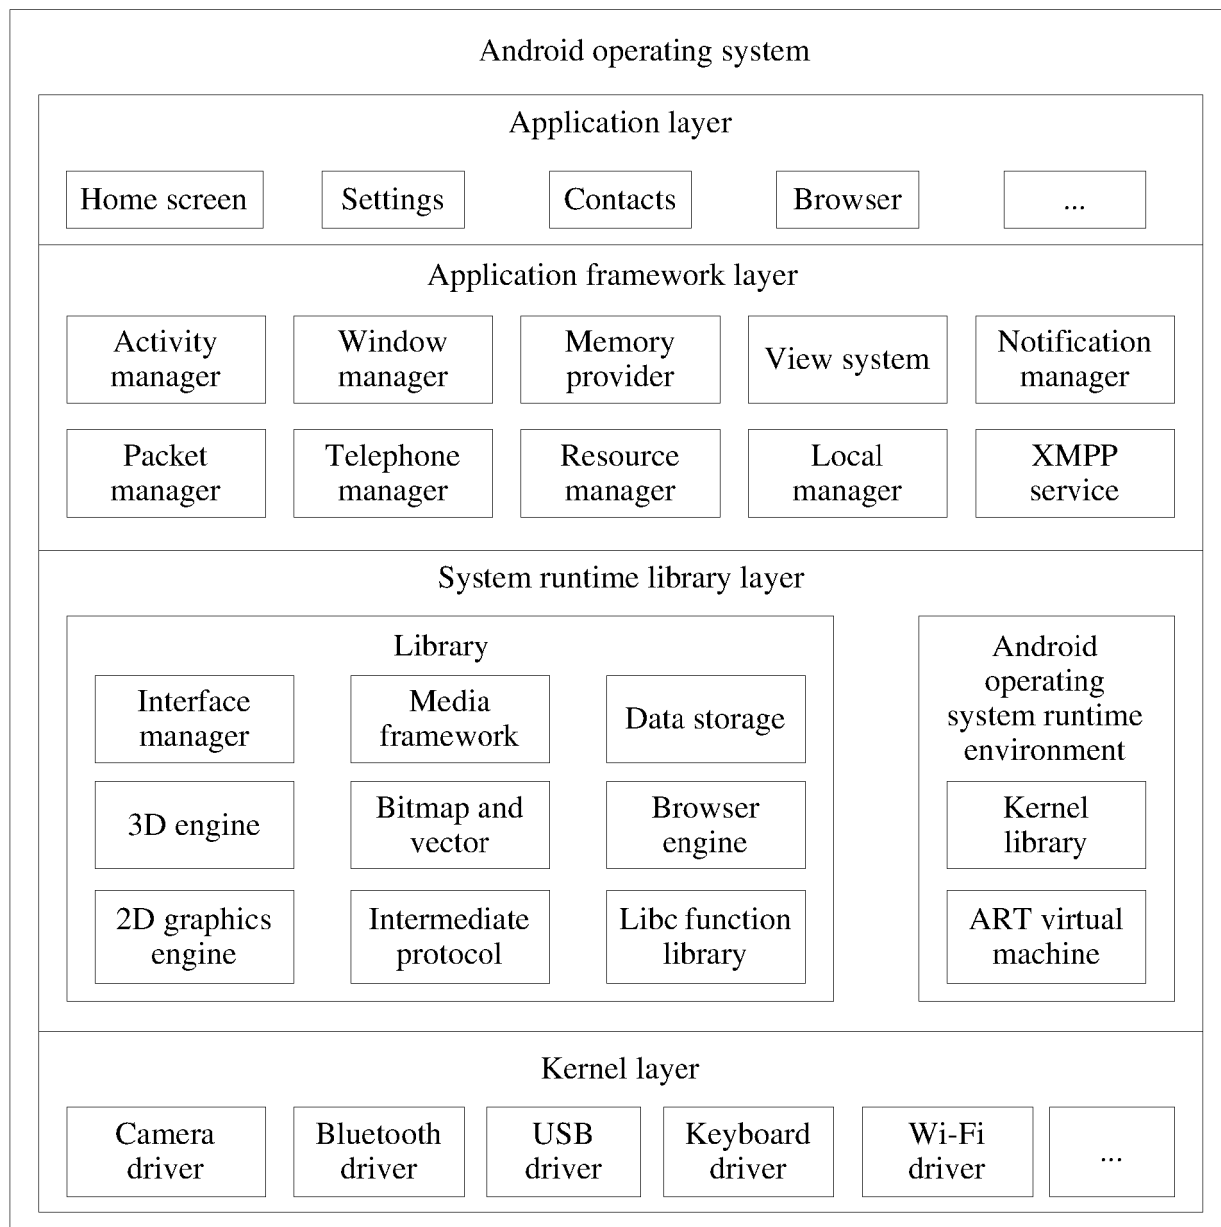 Android operating system
Application layer
Home screen
Settings
Contacts
Browser
...
Application framework layer
Activity
manager
Window
manager
Memory
provider
View system
Notification
manager
Packet
manager
Telephone
manager
Resource
manager
Local
manager
XMPP
service
System runtime library layer
Library
Interface
manager
Media
framework
Data storage
3D engine
Bitmap and
vector
Browser
engine
2D graphics
engine
Intermediate
protocol
Libc function
library
Android
operating
system runtime
environment
Kernel
library
ART virtual
machine
Kernel layer
Camera
driver
Bluetooth
driver
USB
driver
Keyboard
driver
Wi-Fi
driver
...